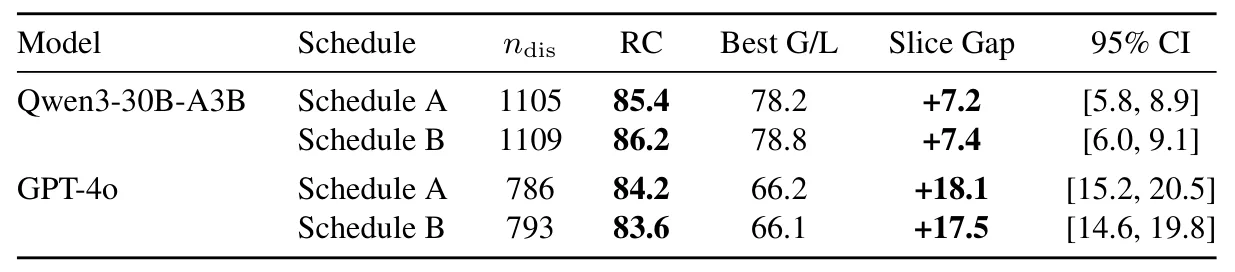 Model Schedule n_dis RC Best G/L Slice Gap 95% CI
Qwen3-30B-A3B Schedule A 1105 85.4 78.2 +7.2 [5.8, 8.9]
Schedule B 1109 86.2 78.8 +7.4 [6.0, 9.1]
GPT-4o Schedule A 786 84.2 66.2 +18.1 [15.2, 20.5]
Schedule B 793 83.6 66.1 +17.5 [14.6, 19.8]